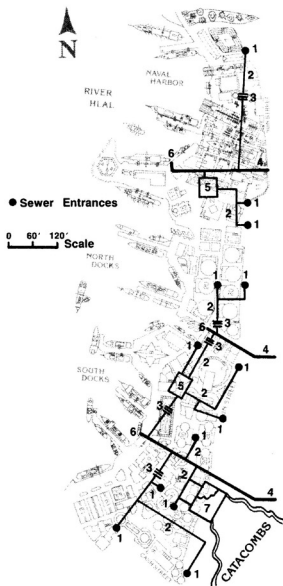 N
1
2
NAVAL
HARBOR
RIVER
HLAL
3
6
4
5
1
Sewer Entrances
2
1
0 60' 120'
Scale
NORTH
DOCKS
1 1
2
3
6
3
1
4
2
1
5
2
SOUTH
DOCKS
3
1
6
1
2
3
2
4
1
1
7
1
2
CATACOMBS
1